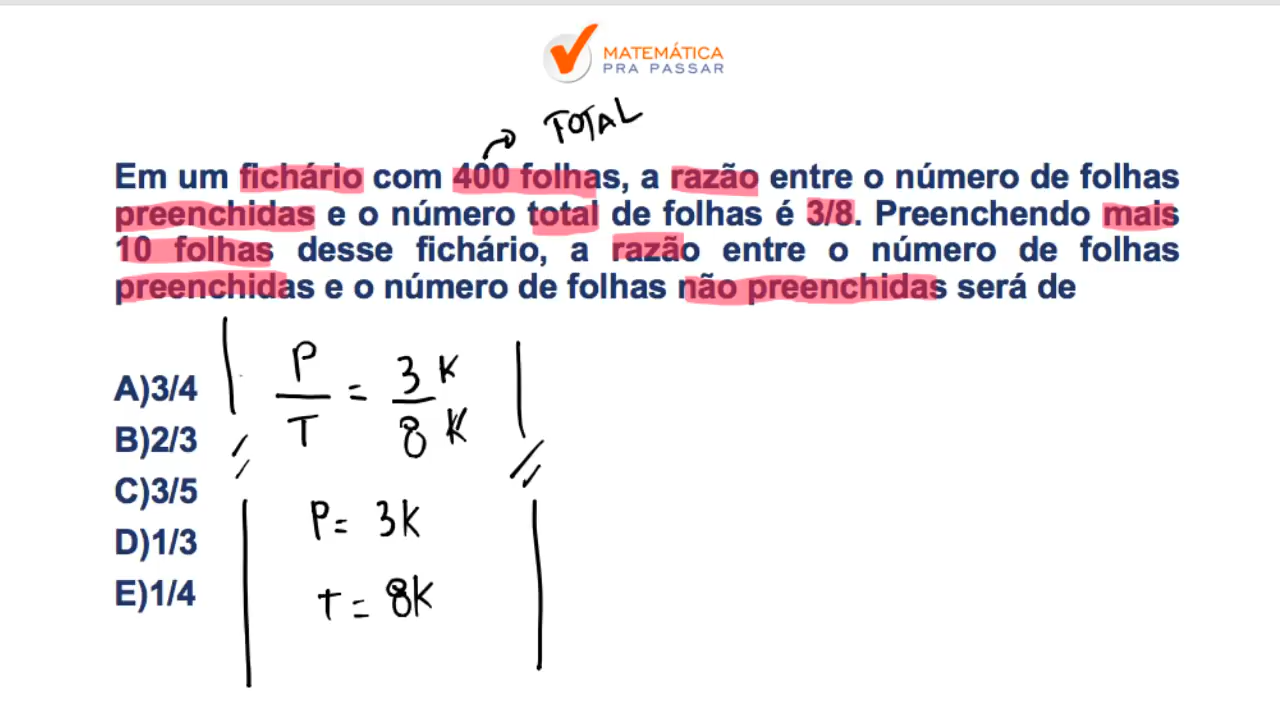 MATEMÁTICA
PRA PASSAR
TOTAL
Em um fichário com 400 folhas, a razão entre o número de folhas
preenchidas e o número total de folhas é 3/8. Preenchendo mais
10 folhas desse fichário, a razão entre o número de folhas
preenchidas e o número de folhas não preenchidas será de
A)3/4
B)2/3
C)3/5
D)1/3
E)1/4
P/T = 3K/8K
P= 3K
T= 8K